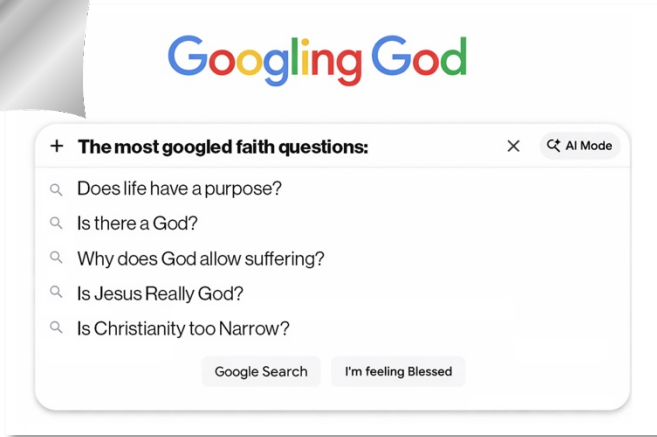 Googling God
+ The most googled faith questions: × AI Mode
Does life have a purpose?
Is there a God?
Why does God allow suffering?
Is Jesus Really God?
Is Christianity too Narrow?
Google Search I'm feeling Blessed